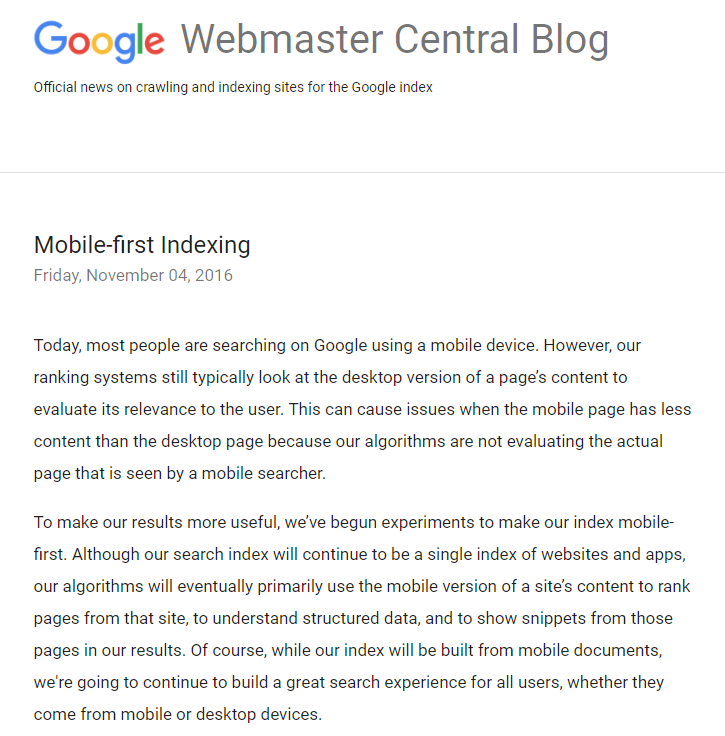 Google Webmaster Central Blog
Official news on crawling and indexing sites for the Google index
Mobile-first Indexing
Friday, November 04, 2016
Today, most people are searching on Google using a mobile device. However, our
ranking systems still typically look at the desktop version of a page’s content to
evaluate its relevance to the user. This can cause issues when the mobile page has less
content than the desktop page because our algorithms are not evaluating the actual
page that is seen by a mobile searcher.
To make our results more useful, we’ve begun experiments to make our index mobile-
first. Although our search index will continue to be a single index of websites and apps,
our algorithms will eventually primarily use the mobile version of a site’s content to rank
pages from that site, to understand structured data, and to show snippets from those
pages in our results. Of course, while our index will be built from mobile documents,
we're going to continue to build a great search experience for all users, whether they
come from mobile or desktop devices.